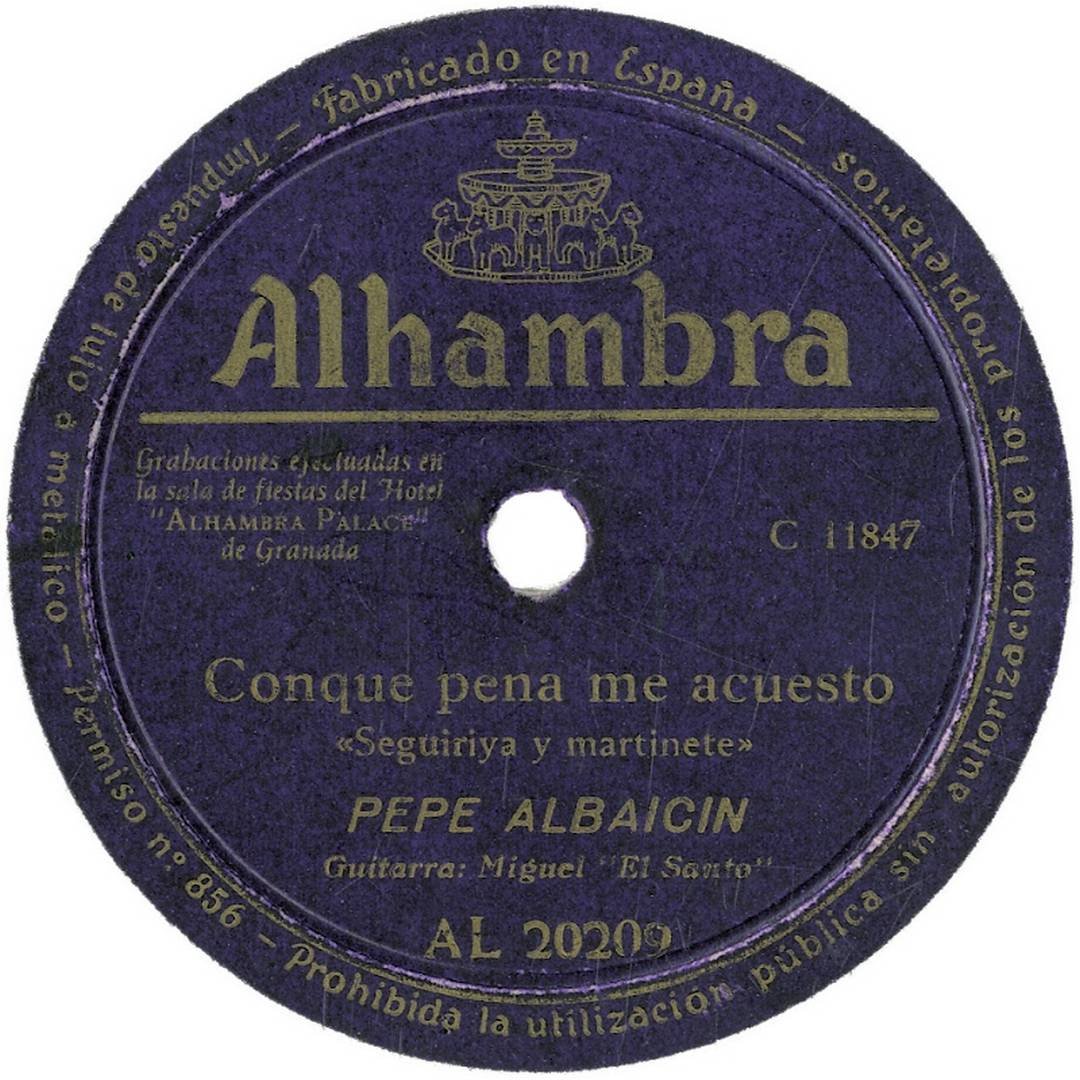 Fabricado en España – Impuesto de lujo a metálico – Permiso n.º 856 – Prohibida la utilización pública sin autorización de los propietarios –
Alhambra
Grabaciones efectuadas en
la sala de fiestas del Hotel
"ALHAMBRA PALACE"
de Granada
C 11847
Conque pena me acuesto
«Seguiriya y martinete»
PEPE ALBAICIN
Guitarra: Miguel "El Santo"
AL 20209